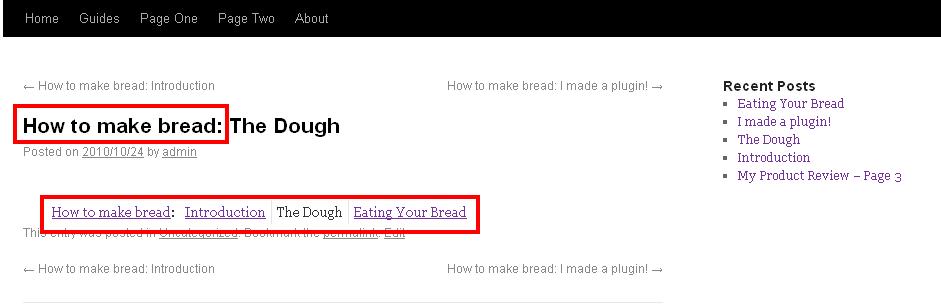 Home Guides Page One Page Two About
← How to make bread: Introduction How to make bread: I made a plugin! →
How to make bread: The Dough
Posted on 2010/10/24 by admin
How to make bread: Introduction The Dough Eating Your Bread
This entry was posted in Uncategorized. Bookmark the permalink. Edit
← How to make bread: Introduction How to make bread: I made a plugin! →
Recent Posts
Eating Your Bread
I made a plugin!
The Dough
Introduction
My Product Review – Page 3